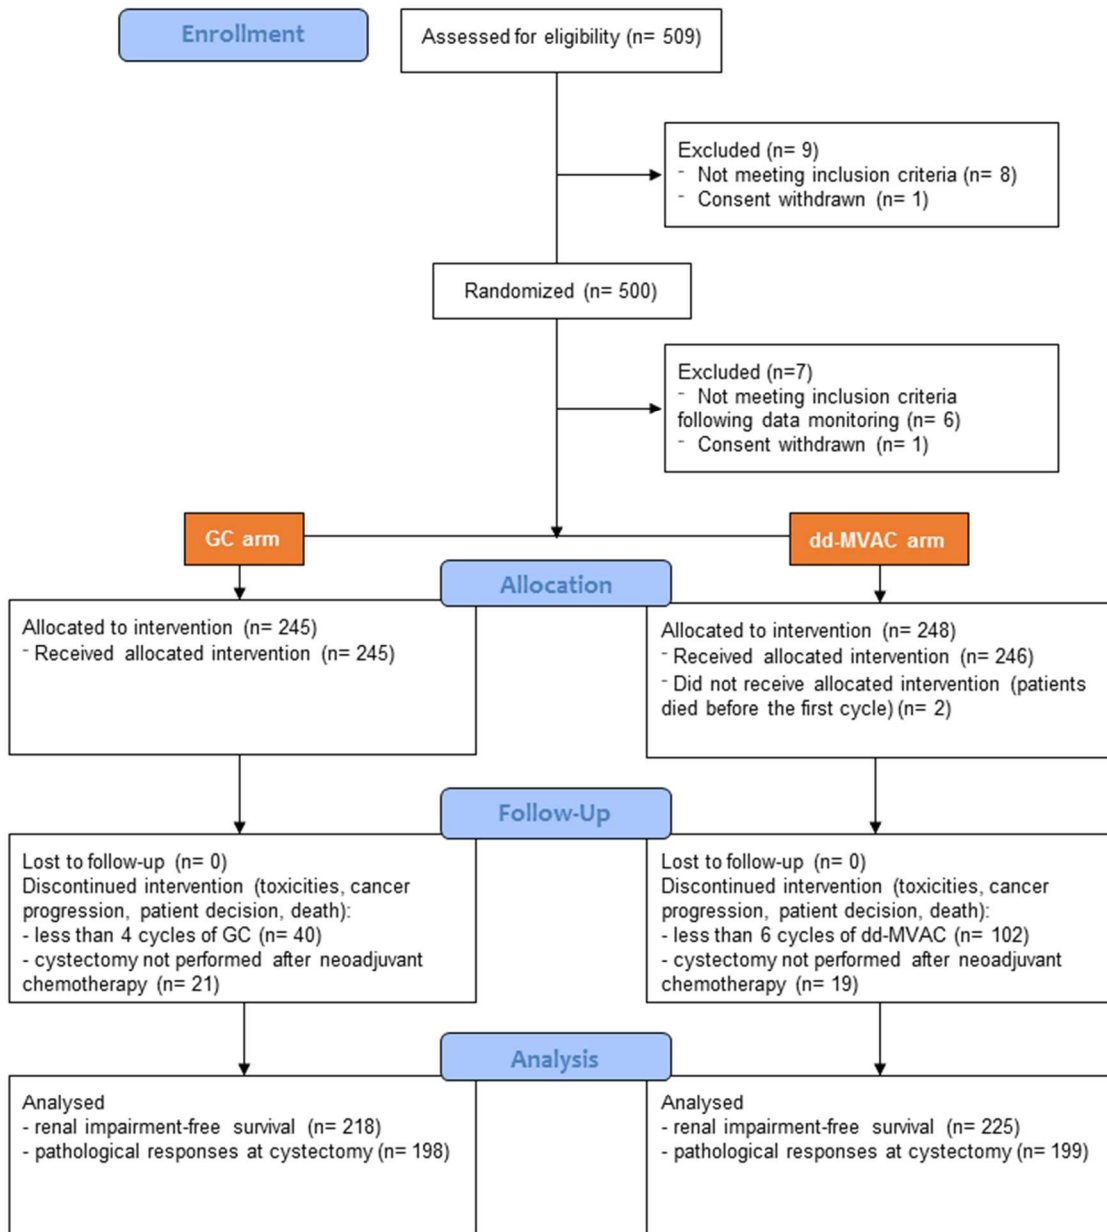 Enrollment
Assessed for eligibility (n= 509)
Excluded (n= 9)
- Not meeting inclusion criteria (n= 8)
- Consent withdrawn (n= 1)
Randomized (n= 500)
Excluded (n=7)
- Not meeting inclusion criteria
following data monitoring (n= 6)
- Consent withdrawn (n= 1)
GC arm
dd-MVAC arm
Allocation
Allocated to intervention (n= 245)
- Received allocated intervention (n= 245)
Allocated to intervention (n= 248)
- Received allocated intervention (n= 246)
- Did not receive allocated intervention (patients
died before the first cycle) (n= 2)
Follow-Up
Lost to follow-up (n= 0)
Discontinued intervention (toxicities, cancer
progression, patient decision, death):
- less than 4 cycles of GC (n= 40)
- cystectomy not performed after neoadjuvant
chemotherapy (n= 21)
Lost to follow-up (n= 0)
Discontinued intervention (toxicities, cancer
progression, patient decision, death):
- less than 6 cycles of dd-MVAC (n= 102)
- cystectomy not performed after neoadjuvant
chemotherapy (n= 19)
Analysis
Analysed
- renal impairment-free survival (n= 218)
- pathological responses at cystectomy (n= 198)
Analysed
- renal impairment-free survival (n= 225)
- pathological responses at cystectomy (n= 199)